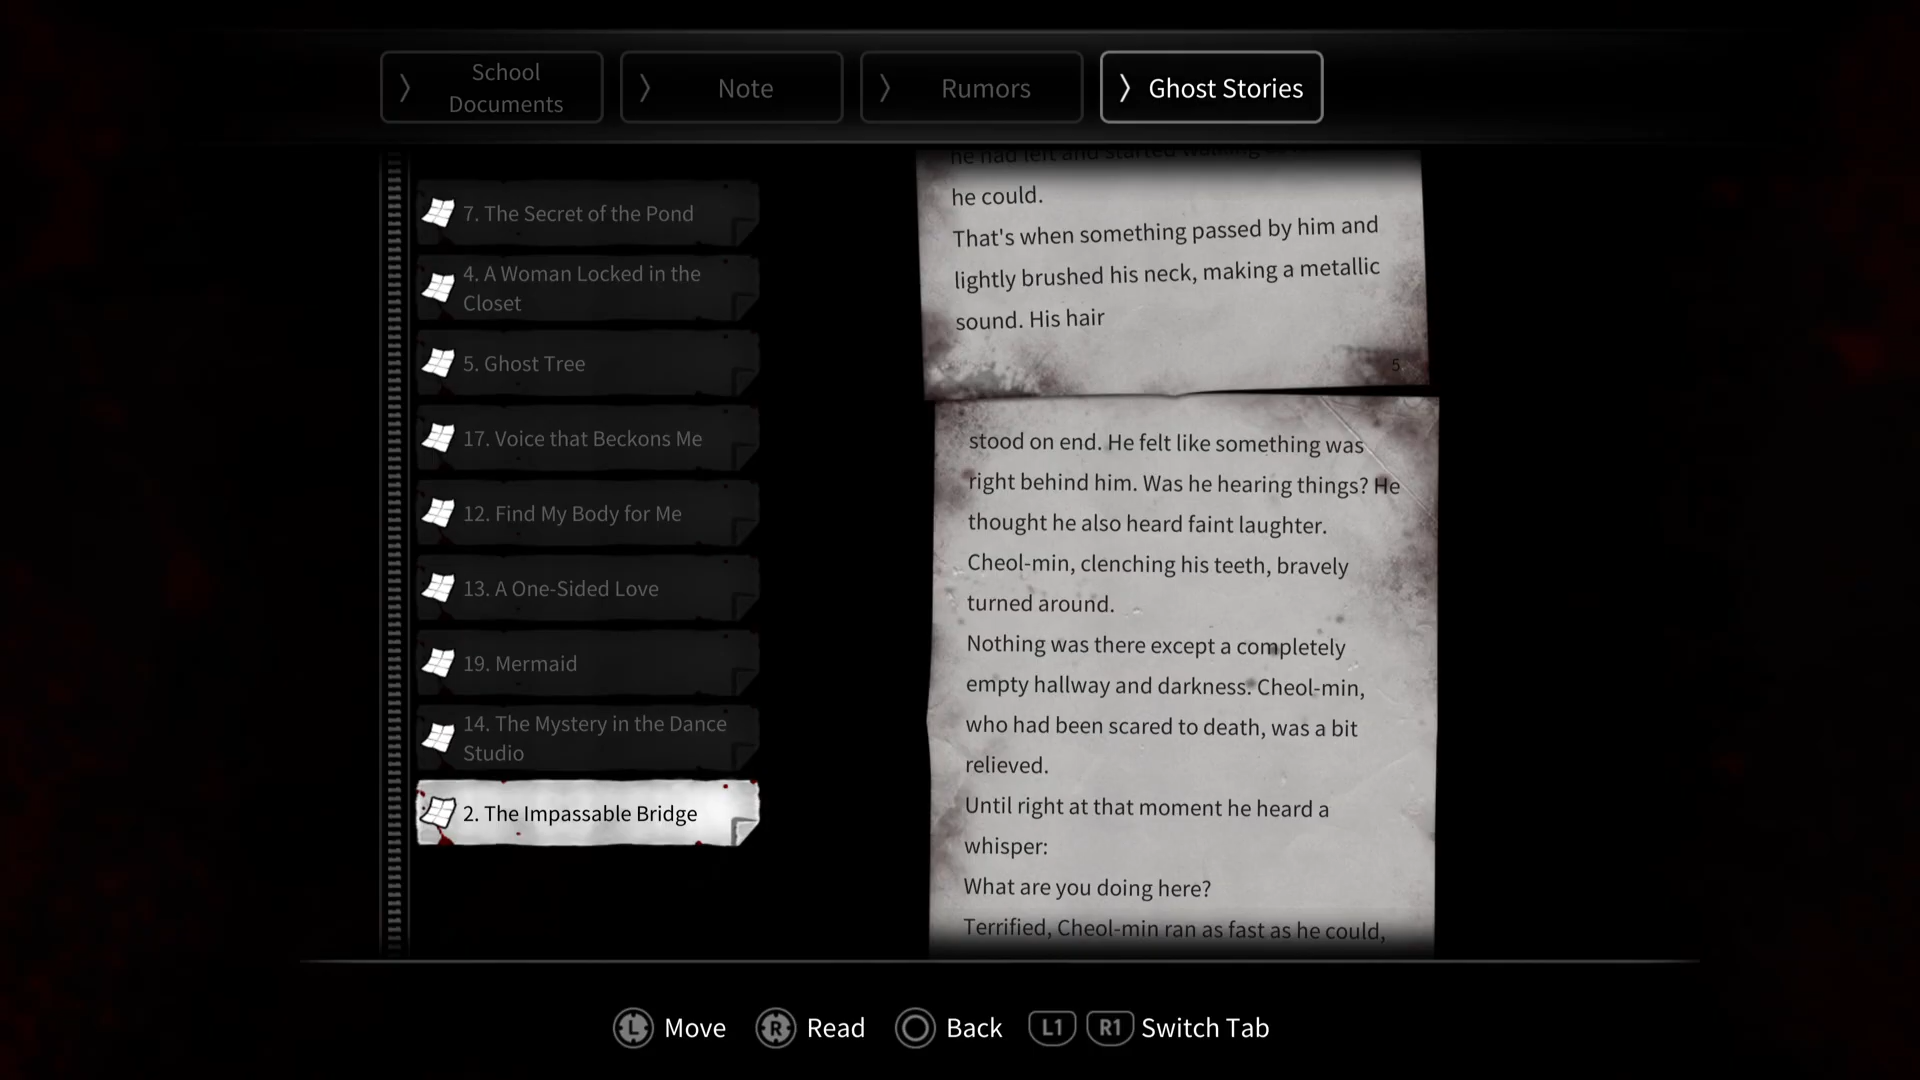 School
Documents
Note
Rumors
Ghost Stories
7. The Secret of the Pond
4. A Woman Locked in the
Closet
5. Ghost Tree
17. Voice that Beckons Me
12. Find My Body for Me
13. A One-Sided Love
19. Mermaid
14. The Mystery in the Dance
Studio
2. The Impassable Bridge
he had left and started walking
he could.
That's when something passed by him and
lightly brushed his neck, making a metallic
sound. His hair
5
stood on end. He felt like something was
right behind him. Was he hearing things? He
thought he also heard faint laughter.
Cheol-min, clenching his teeth, bravely
turned around.
Nothing was there except a completely
empty hallway and darkness. Cheol-min,
who had been scared to death, was a bit
relieved.
Until right at that moment he heard a
whisper:
What are you doing here?
Terrified, Cheol-min ran as fast as he could,
L Move R Read Back L1 R1 Switch Tab